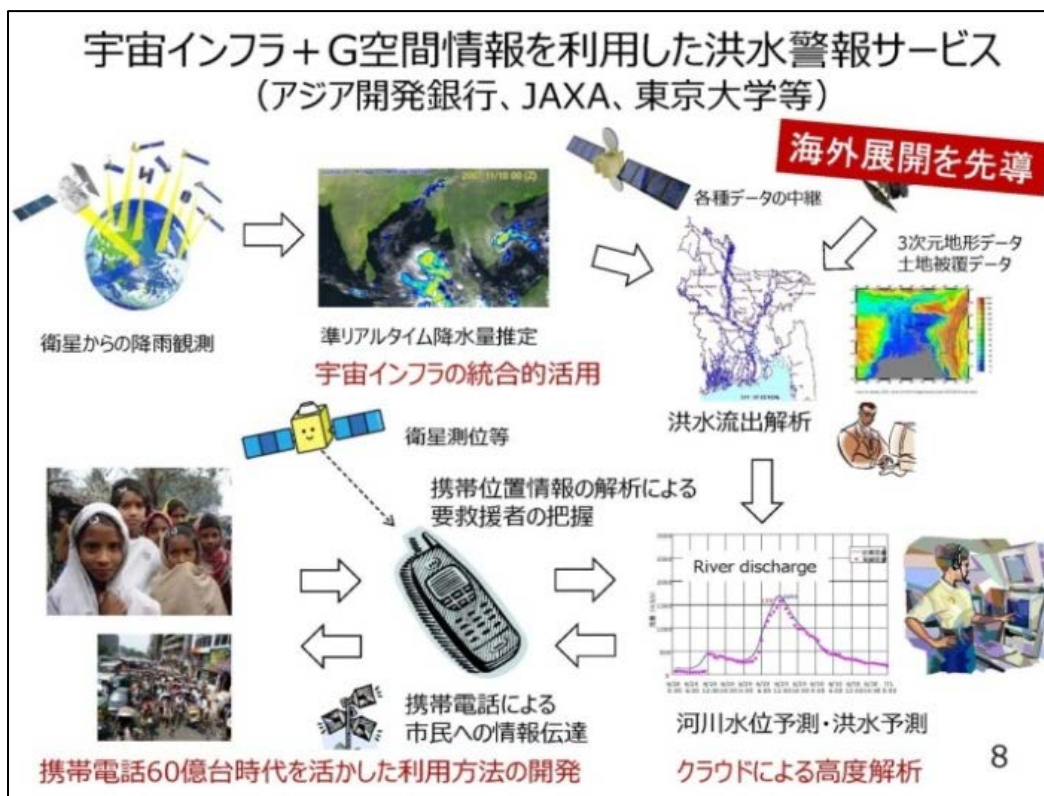 宇宙インフラ+G空間情報を利用した洪水警報サービス
(アジア開発銀行、JAXA、東京大学等)
海外展開を先導
各種データの中継
3次元地形データ
土地被覆データ
衛星からの降雨観測
準リアルタイム降水量推定
宇宙インフラの統合的活用
洪水流出解析
衛星測位等
携帯位置情報の解析による
要救援者の把握
River discharge
携帯電話による
市民への情報伝達
河川水位予測・洪水予測
携帯電話60億台時代を活かした利用方法の開発
クラウドによる高度解析
8